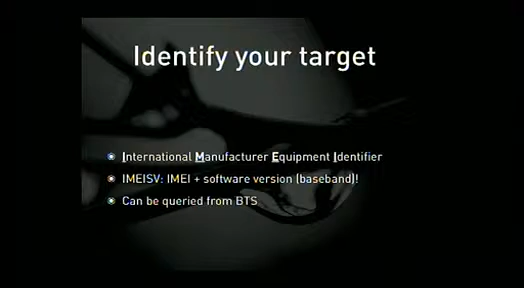 Identify your target
International Manufacturer Equipment Identifier
IMEISV: IMEI + software version (baseband)!
Can be queried from BTS